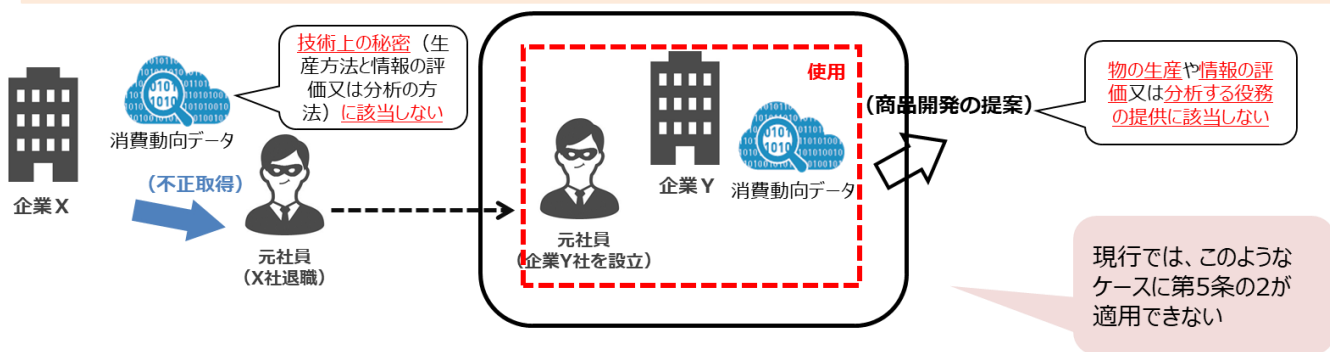 企業X
消費動向データ
技術上の秘密（生
産方法と情報の評
価又は分析の方
法）に該当しない
（不正取得）
元社員
（X社退職）
使用
元社員
（企業Y社を設立）
企業Y
消費動向データ
（商品開発の提案）
物の生産や情報の評
価又は分析する役務
の提供に該当しない
現行では、このような
ケースに第5条の2が
適用できない